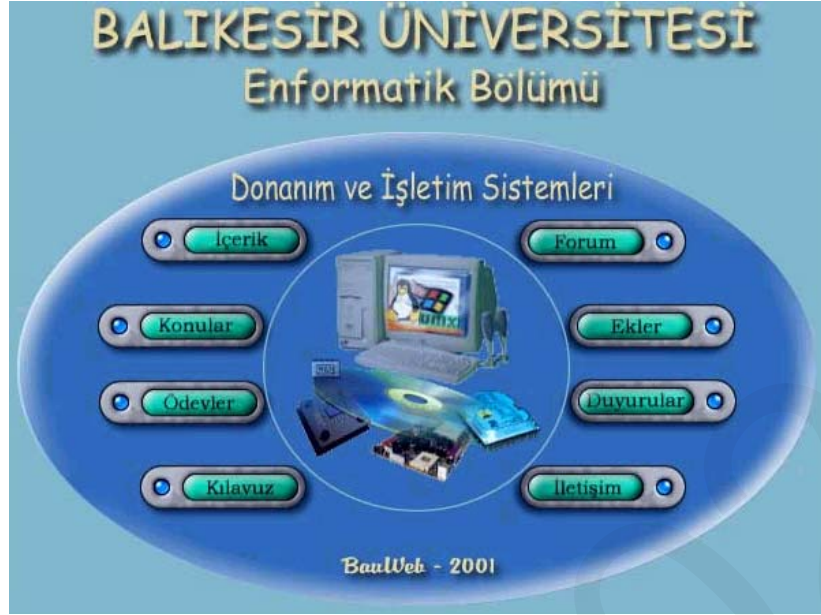 BALIKESİR ÜNİVERSİTESİ
Enformatik Bölümü
Donanım ve İşletim Sistemleri
İçerik
Forum
Konular
Ekler
Ödevler
Duyurular
Kılavuz
İletişim
BauWeb - 2001